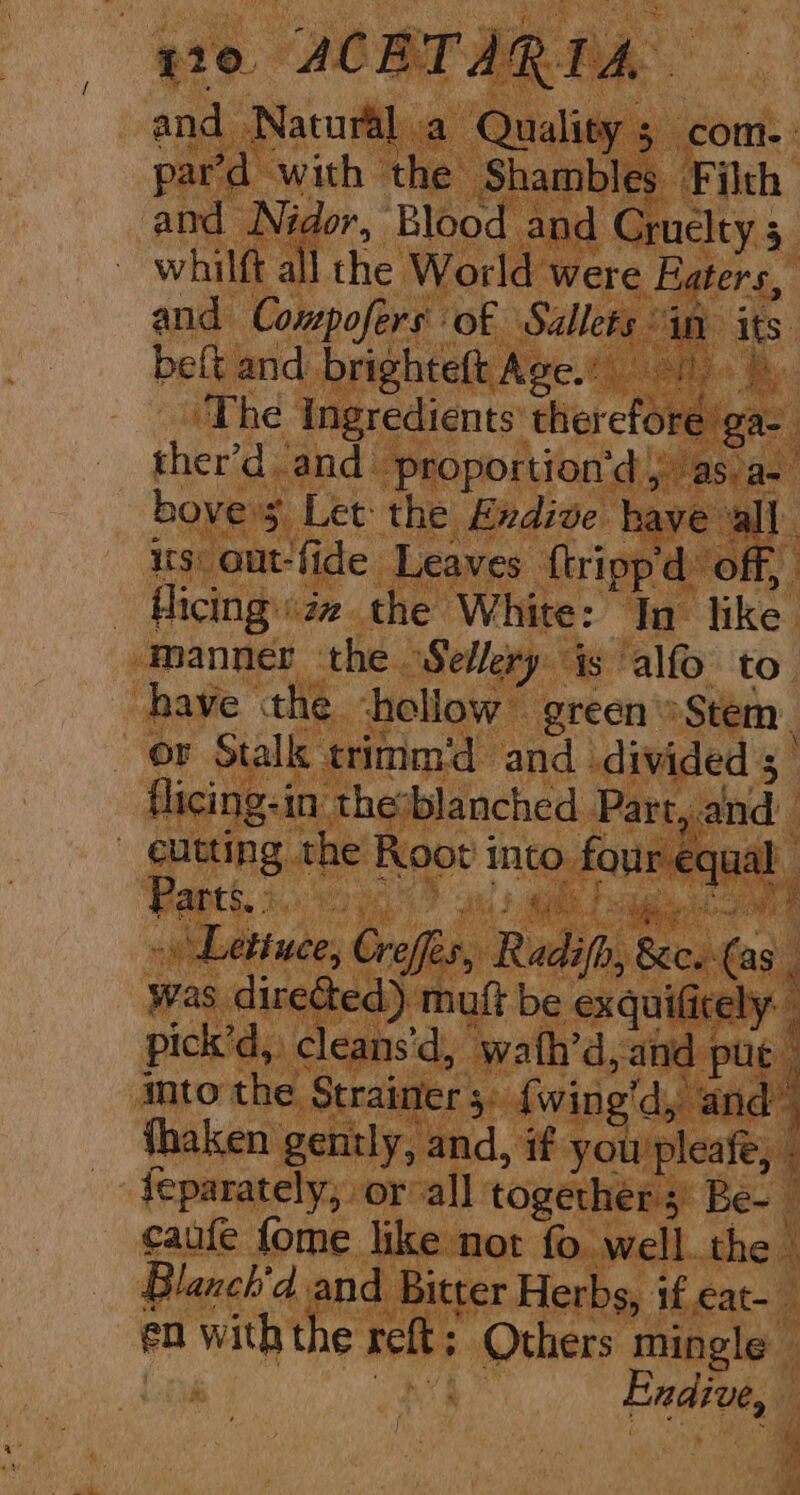 110 ACETARIA.
and Natural a Quality; com-
par'd with the Shambles Filth
and Nidor, Blood and Cruelty;
whilſt all the World were Eaters,
and Compoſers of Sallets in its
beſt and brighteſt Age.
The Ingredients therefore ga-
ther'd and proportion'd, as a-
bove; Let the Endive have all
its out-ſide Leaves ſtripp'd off,
ſlicing in the White: In like
manner the Sellery is alſo to
have the hollow green Stem
or Stalk trimm'd and divided;
ſlicing-in the blanched Part, and
cutting the Root into four equal
Parts.
Lettuce, Creſſes, Radiſh, &c. (as
was directed) muſt be exquiſitely
pick'd, cleans'd, waſh'd, and put
into the Strainer; ſwing'd, and
ſhaken gently, and, if you pleaſe,
ſeparately, or all together; Be-
cauſe ſome like not ſo well the
Blanch'd and Bitter Herbs, if eat-
en with the reſt: Others mingle
Endive,